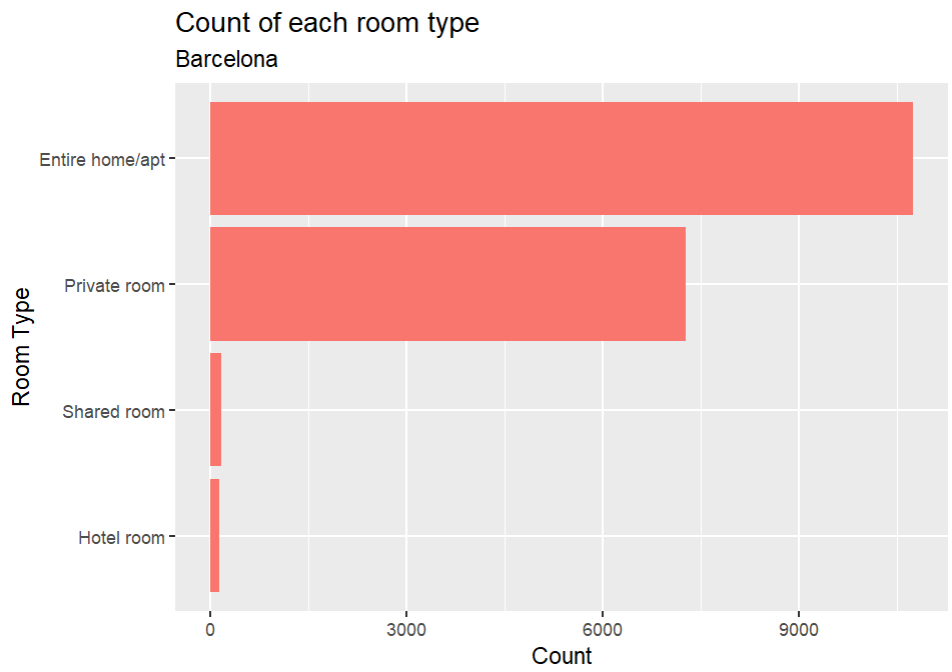 Count of each room type
Barcelona
Entire home/apt
Private room
Shared room
Hotel room
Room Type
0 3000 6000 9000
Count